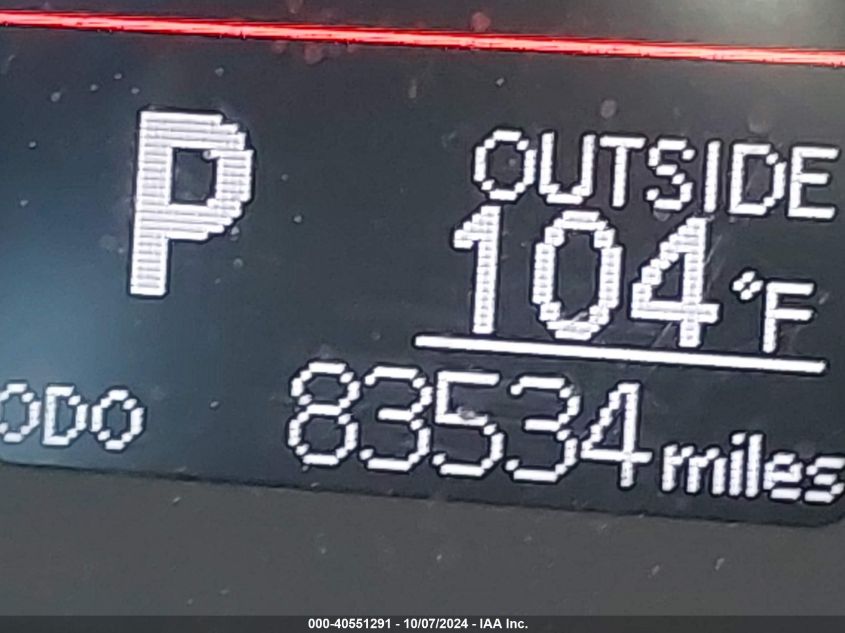 P
OUTSIDE
104°F
ODO 83534 miles
000-40551291 - 10/07/2024 - IAA Inc.